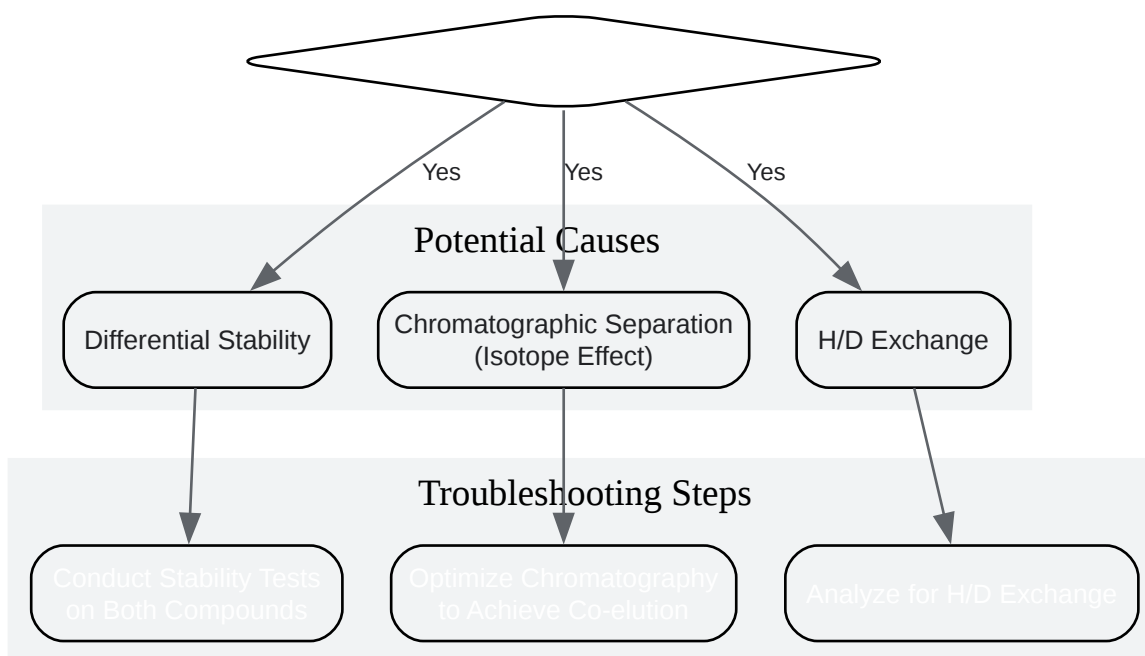 Yes
Yes
Yes
Potential Causes
Differential Stability
Chromatographic Separation
(Isotope Effect)
H/D Exchange
Troubleshooting Steps
Conduct Stability Tests
on Both Compounds
Optimize Chromatography
to Achieve Co-elution
Analyze for H/D Exchange